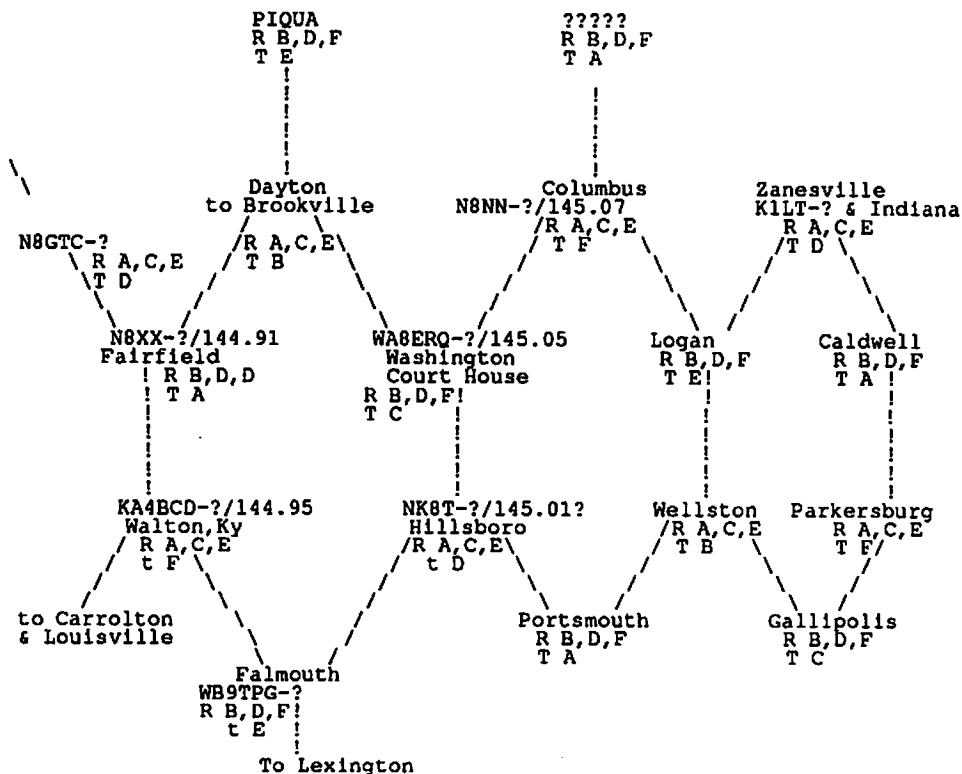 PIQUA ?????
R B,D,F R B,D,F
T E T A
Dayton Columbus Zanesville
to Brookville N8NN-?/145.07 K1LT-? & Indiana
N8GTC-? R A,C,E R A,C,E R A,C,E
R A,C,E T B T F T D
T D
N8XX-?/144.91 WA8ERQ-?/145.05 Logan Caldwell
Fairfield Washington R B,D,F R B,D,F
R B,D,D Court House T E T A
T A R B,D,F
T C
KA4BCD-?/144.95 NK8T-?/145.01? Wellston Parkersburg
Walton,Ky Hillsboro R A,C,E R A,C,E
R A,C,E R A,C,E T B T F
t F t D
to Carrolton Portsmouth Gallipolis
& Louisville R B,D,F R B,D,F
T A T C
Falmouth
WB9TPG-?
R B,D,F
t E
To Lexington